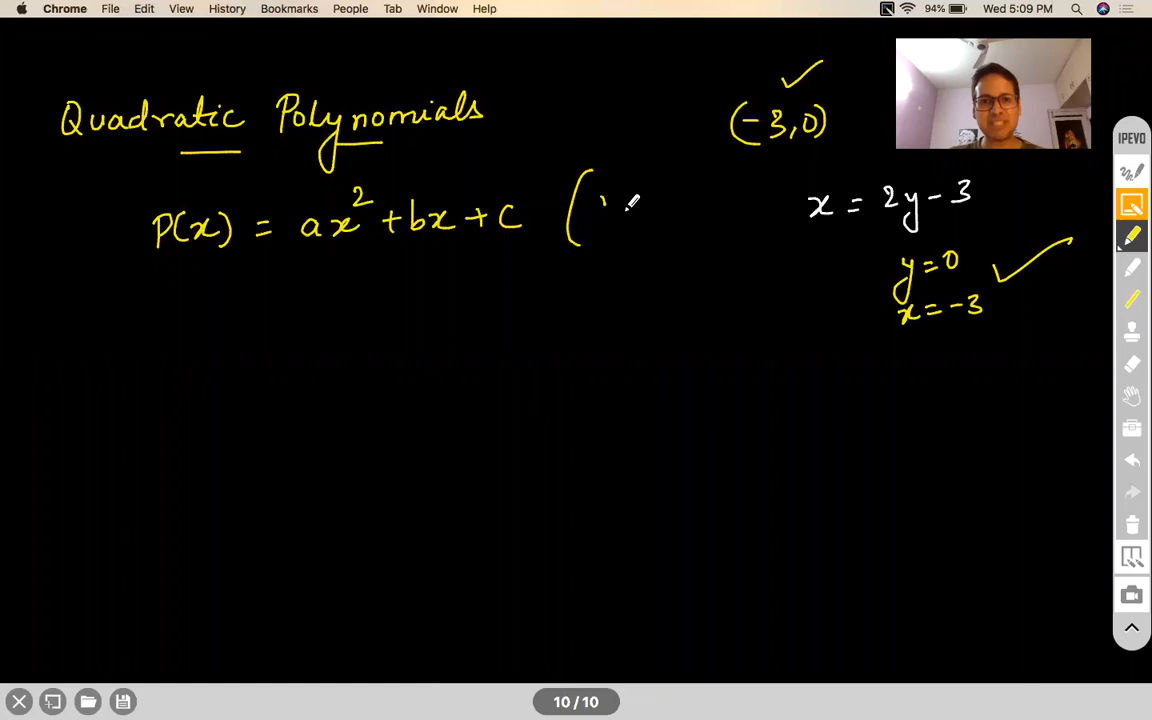 Chrome File Edit View History Bookmarks People Tab Window Help 94% Wed 5:09 PM
Quadratic Polynomials
(-3,0)
IPEVO
P(x) = ax² + bx + c (
x = 2y - 3
y = 0
x = -3
10 / 10